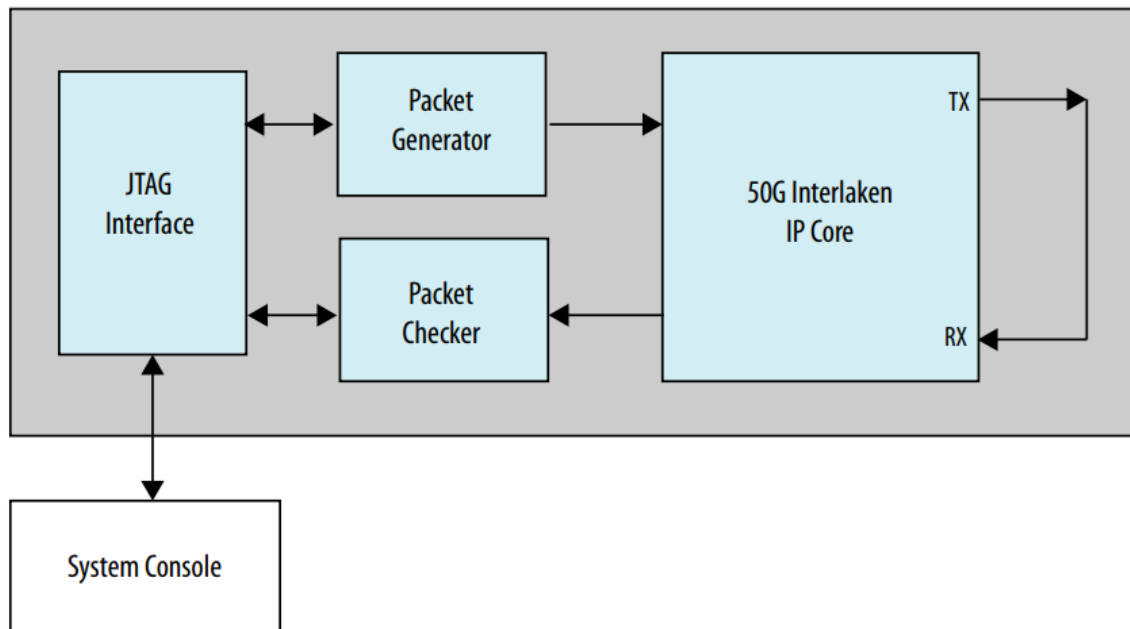 JTAG
Interface
Packet
Generator
Packet
Checker
50G Interlaken
IP Core
TX
RX
System Console